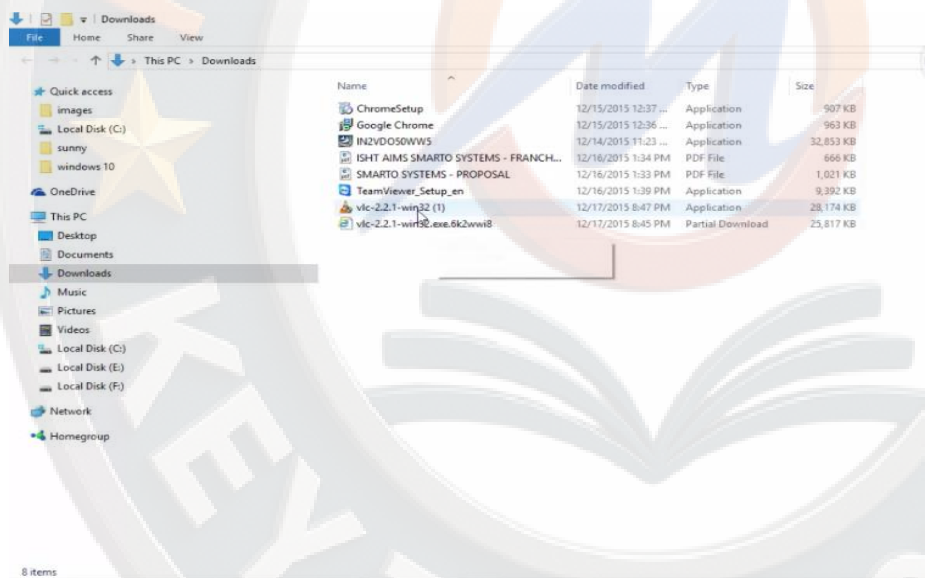 Downloads
File Home Share View
This PC > Downloads
Name Date modified Type Size
Quick access
images
Local Disk (C:)
sunny
windows 10
OneDrive
This PC
Desktop
Documents
Downloads
Music
Pictures
Videos
Local Disk (C:)
Local Disk (E:)
Local Disk (F:)
Network
Homegroup
ChromeSetup 12/15/2015 12:37 ... Application 907 KB
Google Chrome 12/15/2015 12:36 ... Application 963 KB
IN2VDO50WW5 12/14/2015 11:23 ... Application 32,853 KB
ISHT AIMS SMARTO SYSTEMS - FRANCH... 12/16/2015 1:34 PM PDF File 666 KB
SMARTO SYSTEMS - PROPOSAL 12/16/2015 1:33 PM PDF File 1,021 KB
TeamViewer_Setup_en 12/16/2015 1:39 PM Application 9,392 KB
vlc-2.2.1-win32 (1) 12/17/2015 8:47 PM Application 28,174 KB
vlc-2.2.1-win32.exe.6k2wwi8 12/17/2015 8:45 PM Partial Download 25,817 KB
8 items
KEY